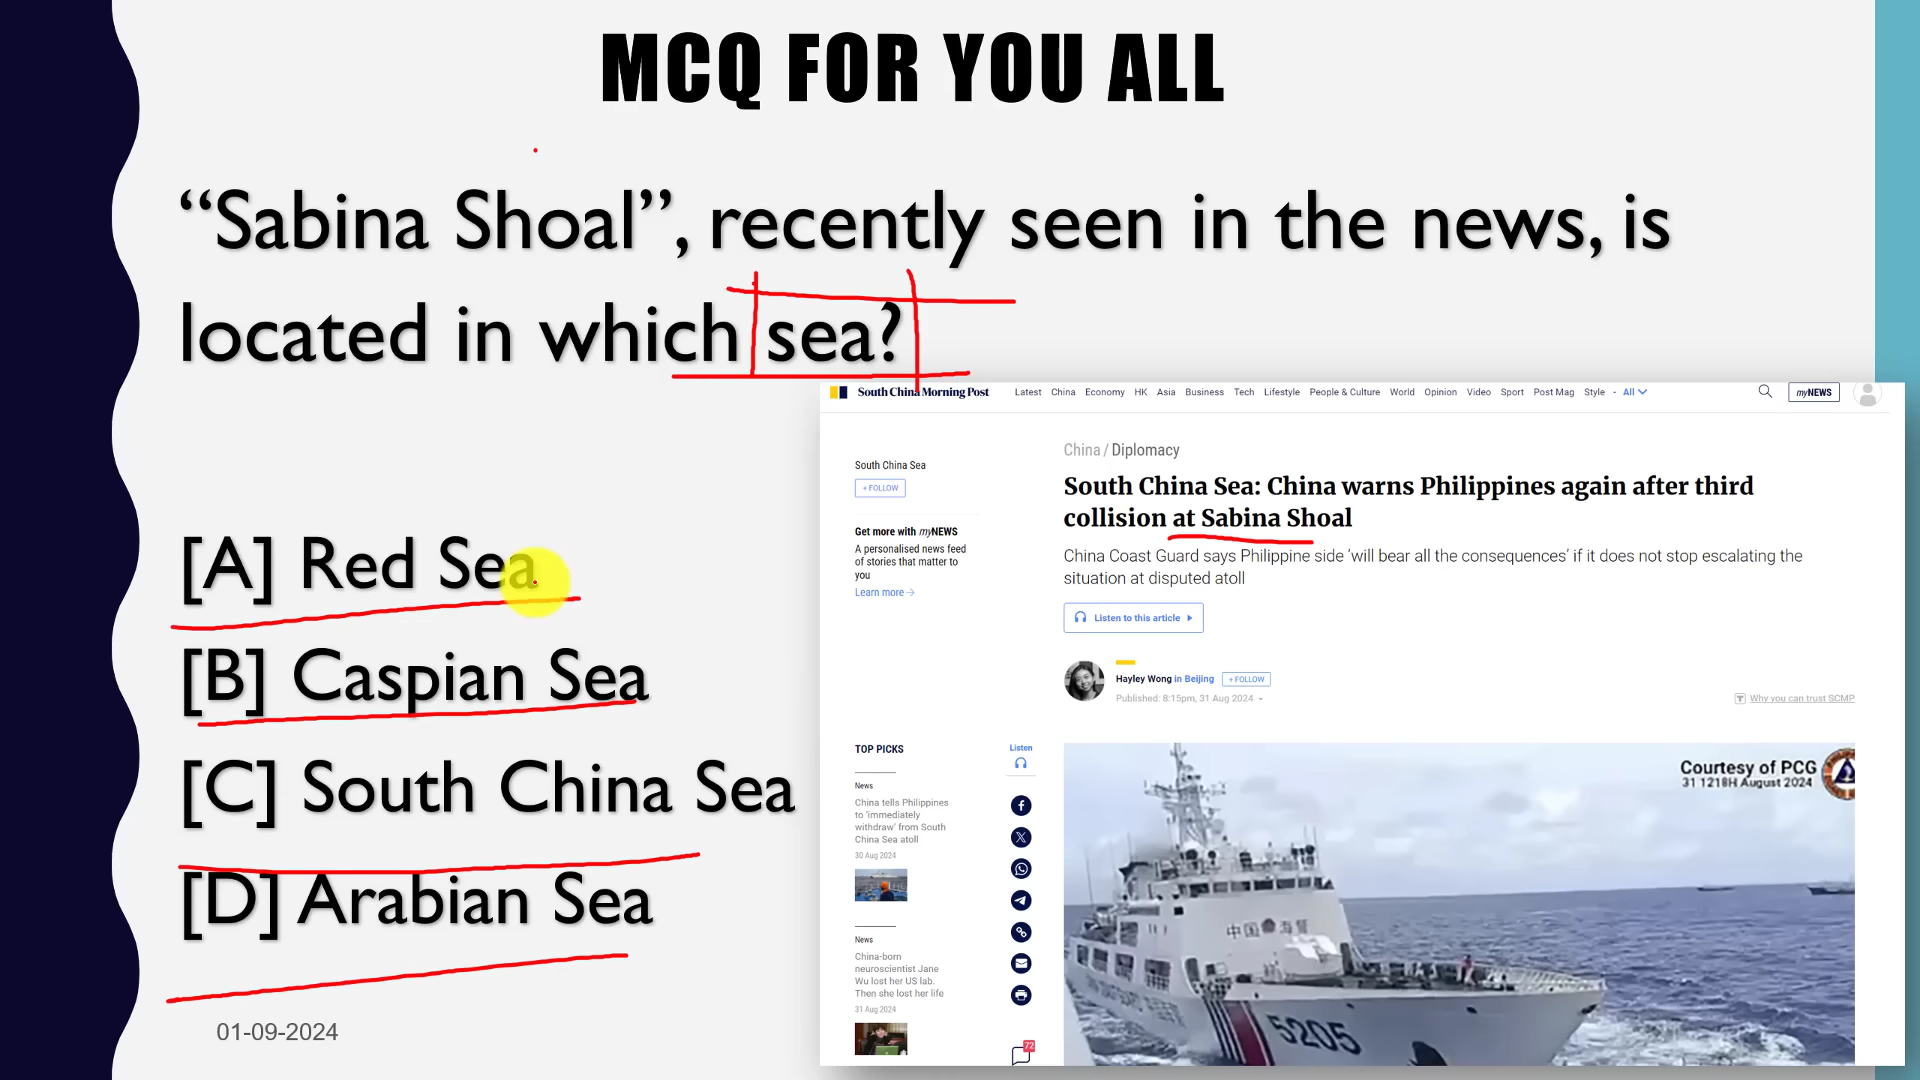 MCQ FOR YOU ALL
“Sabina Shoal”, recently seen in the news, is
located in which sea?
[A] Red Sea
[B] Caspian Sea
[C] South China Sea
[D] Arabian Sea
01-09-2024
South China Morning Post
Latest China Economy HK Asia Business Tech Lifestyle People & Culture World Opinion Video Sport Post Mag Style - All
myNEWS
South China Sea
+ FOLLOW
Get more with myNEWS
A personalised news feed
of stories that matter to
you
Learn more
China / Diplomacy
South China Sea: China warns Philippines again after third
collision at Sabina Shoal
China Coast Guard says Philippine side ‘will bear all the consequences’ if it does not stop escalating the
situation at disputed atoll
Listen to this article
Hayley Wong in Beijing + FOLLOW
Published: 8:15pm, 31 Aug 2024
Why you can trust SCMP
TOP PICKS
News
China tells Philippines
to ‘immediately
withdraw’ from South
China Sea atoll
30 Aug 2024
News
China-born
neuroscientist Jane
Wu lost her US lab.
Then she lost her life
31 Aug 2024
Listen
72
Courtesy of PCG
31 1218H August 2024
中国海警
5205